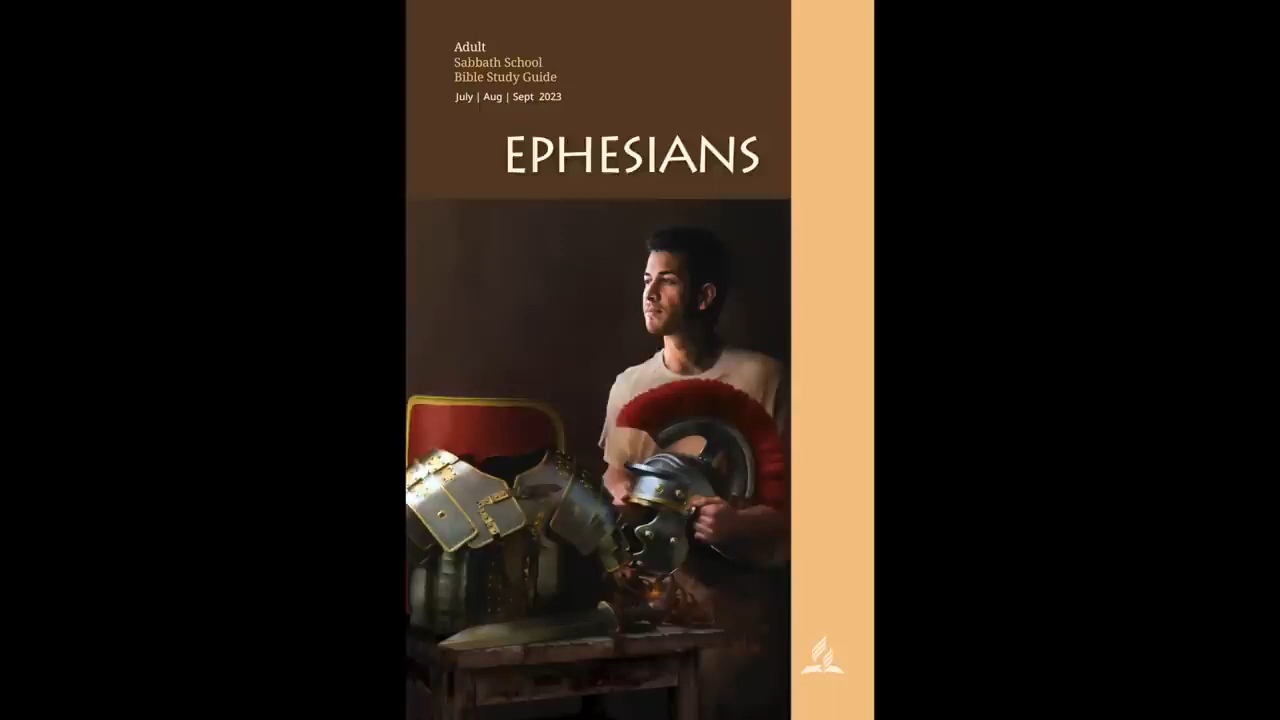 Adult
Sabbath School
Bible Study Guide
July | Aug | Sept 2023
EPHESIANS